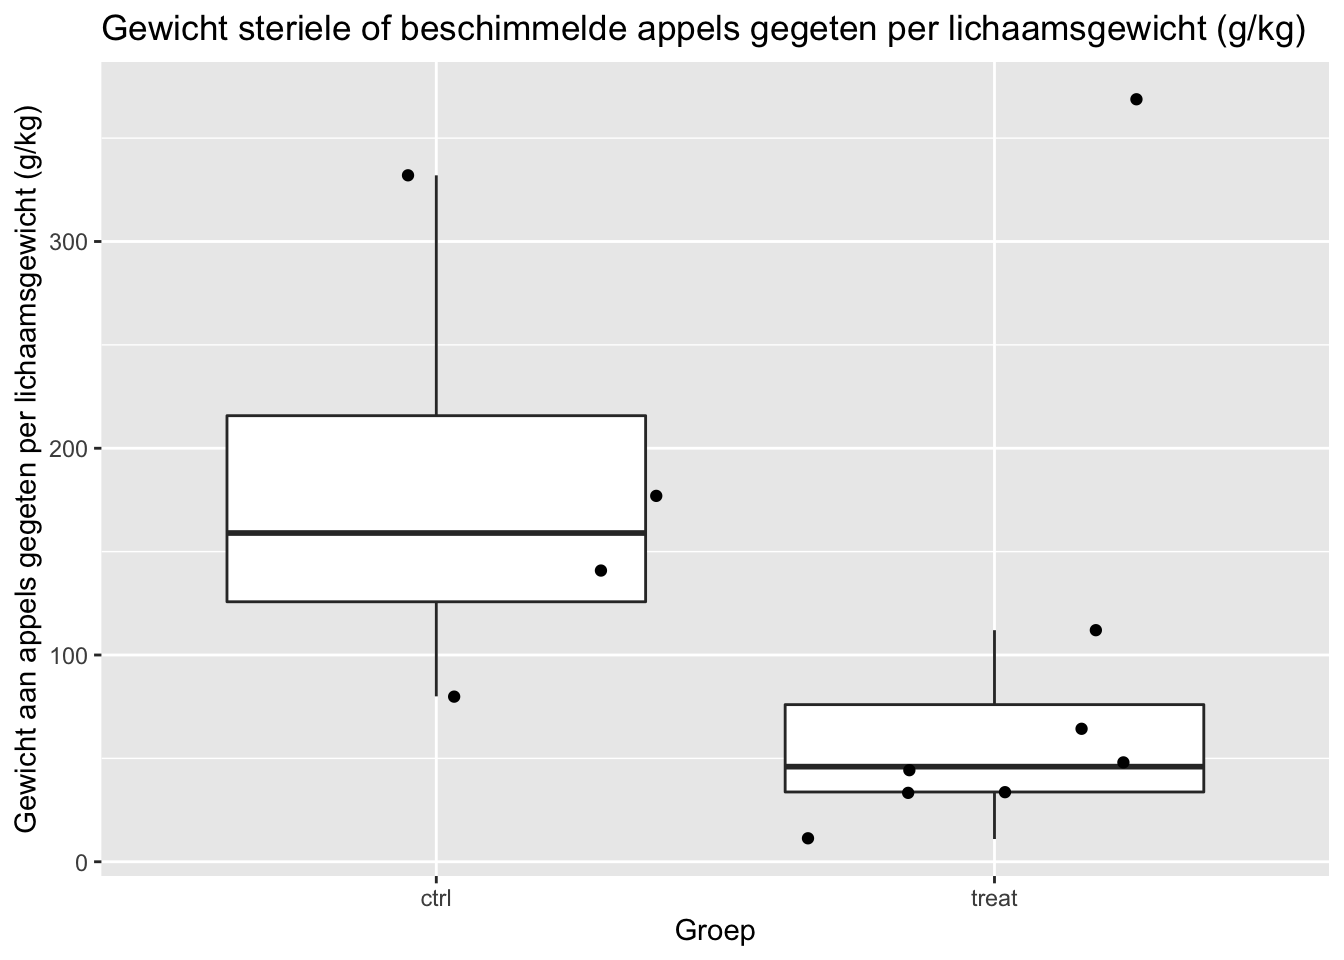 Gewicht steriele of beschimmelde appels gegeten per lichaamsgewicht (g/kg)
Gewicht aan appels gegeten per lichaamsgewicht (g/kg)
300
200
100
0
ctrl
treat
Groep